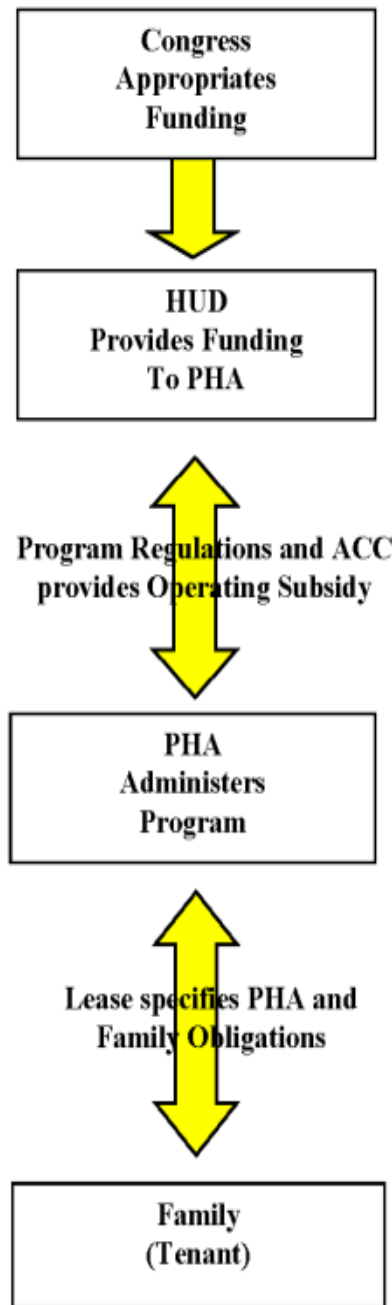 Congress
Appropriates
Funding
HUD
Provides Funding
To PHA
Program Regulations and ACC
provides Operating Subsidy
PHA
Administers
Program
Lease specifies PHA and
Family Obligations
Family
(Tenant)